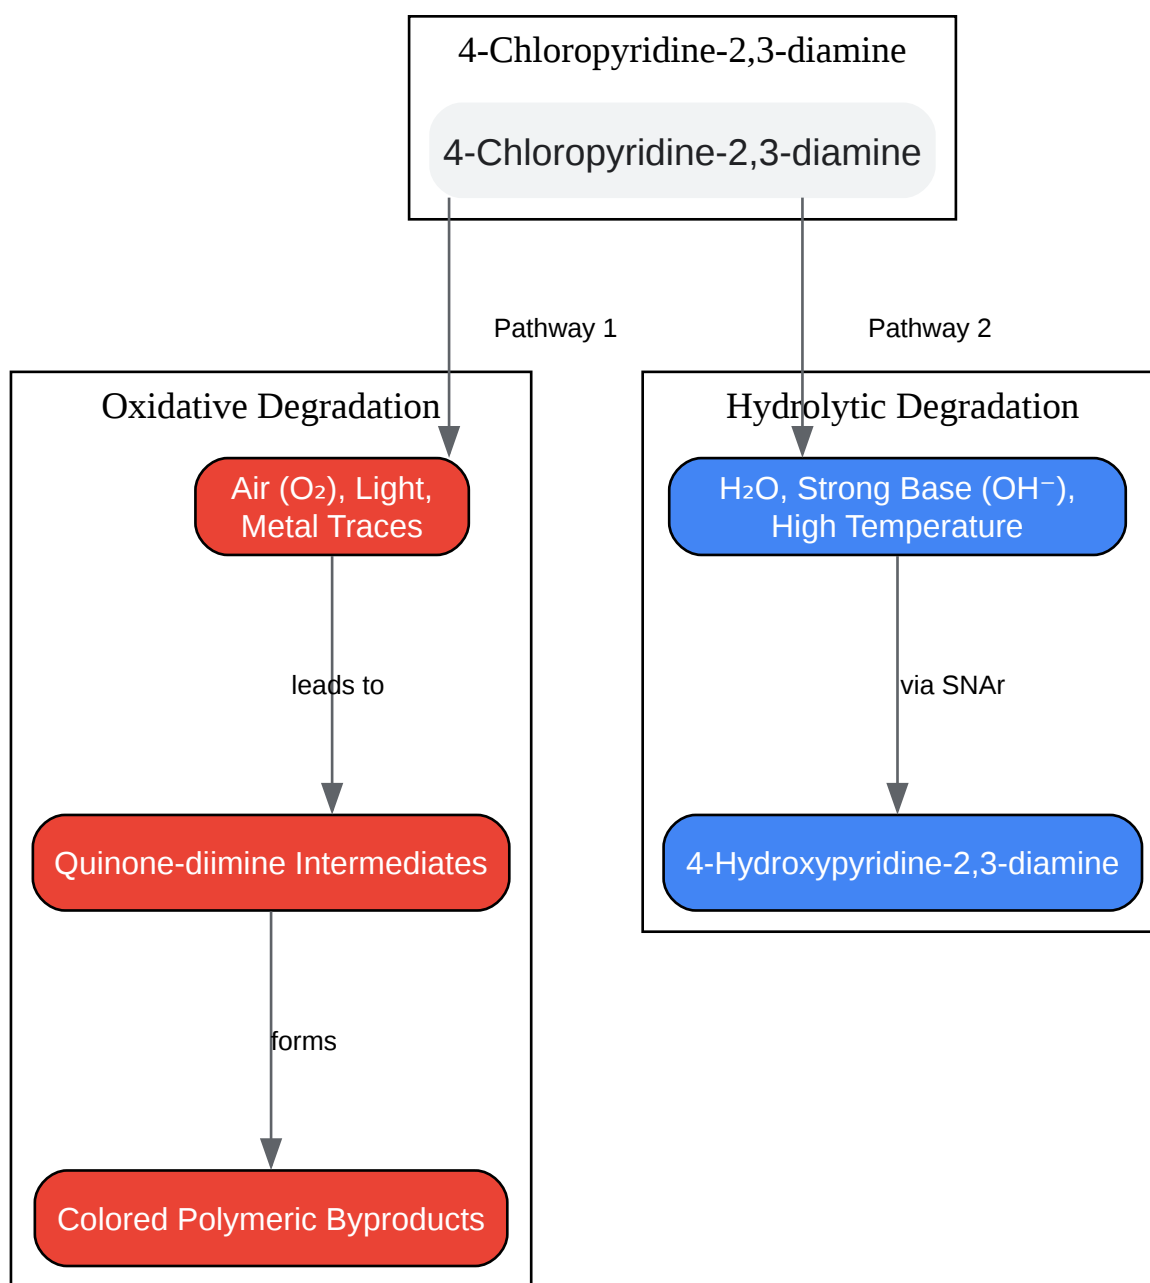 4-Chloropyridine-2,3-diamine
4-Chloropyridine-2,3-diamine
Pathway 1
Pathway 2
Oxidative Degradation
Air (O₂), Light,
Metal Traces
leads to
Quinone-diimine Intermediates
forms
Colored Polymeric Byproducts
Hydrolytic Degradation
H₂O, Strong Base (OH⁻),
High Temperature
via SNAr
4-Hydroxypyridine-2,3-diamine